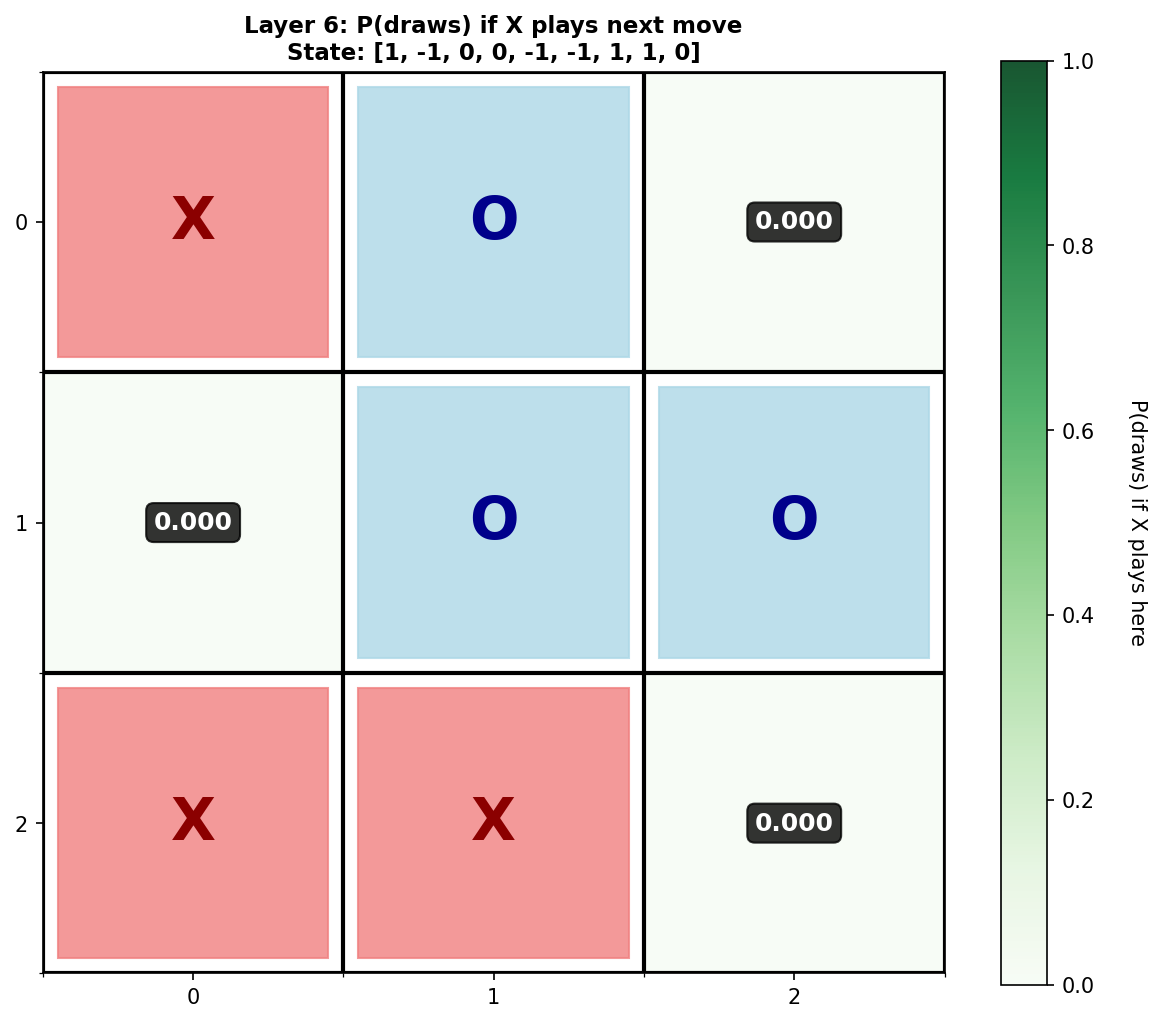 Layer 6: P(draws) if X plays next move
State: [1, -1, 0, 0, -1, -1, 1, 1, 0]
X O 0.000
0.000 O O
X X 0.000
0
1
2
0 1 2
1.0
0.8
0.6
0.4
0.2
0.0
P(draws) if X plays here